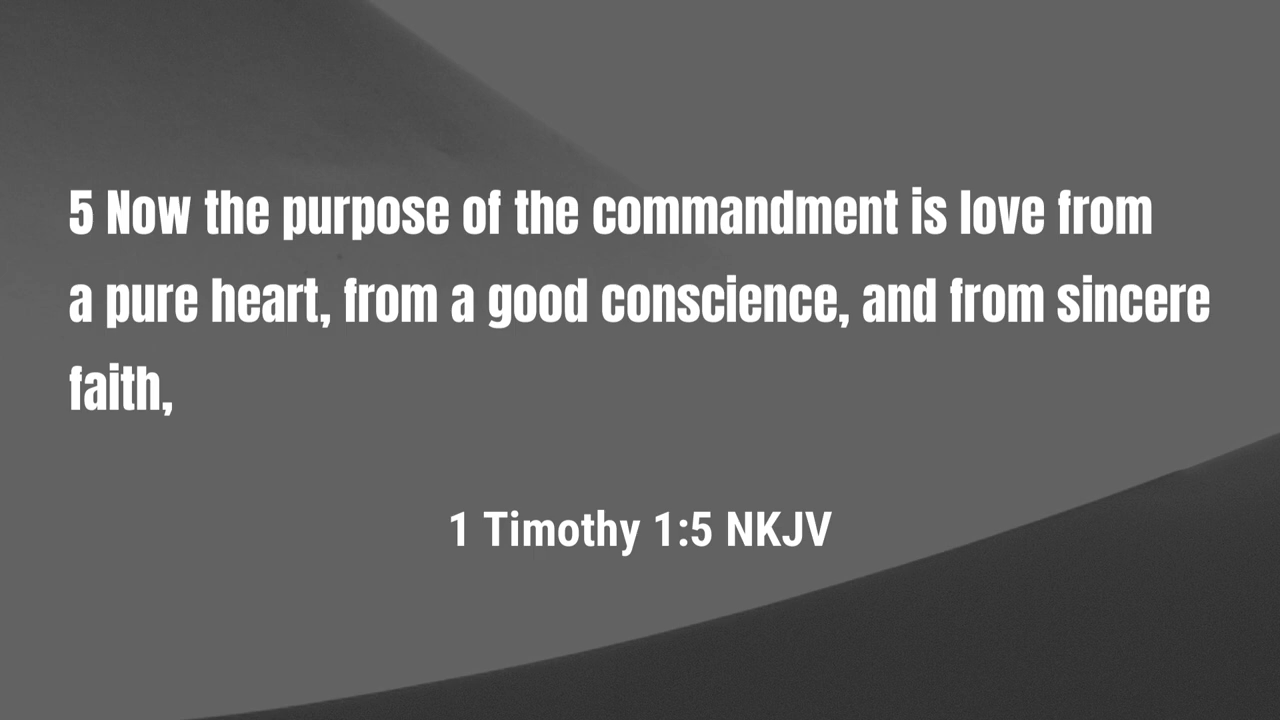 5 Now the purpose of the commandment is love from
a pure heart, from a good conscience, and from sincere
faith,
1 Timothy 1:5 NKJV